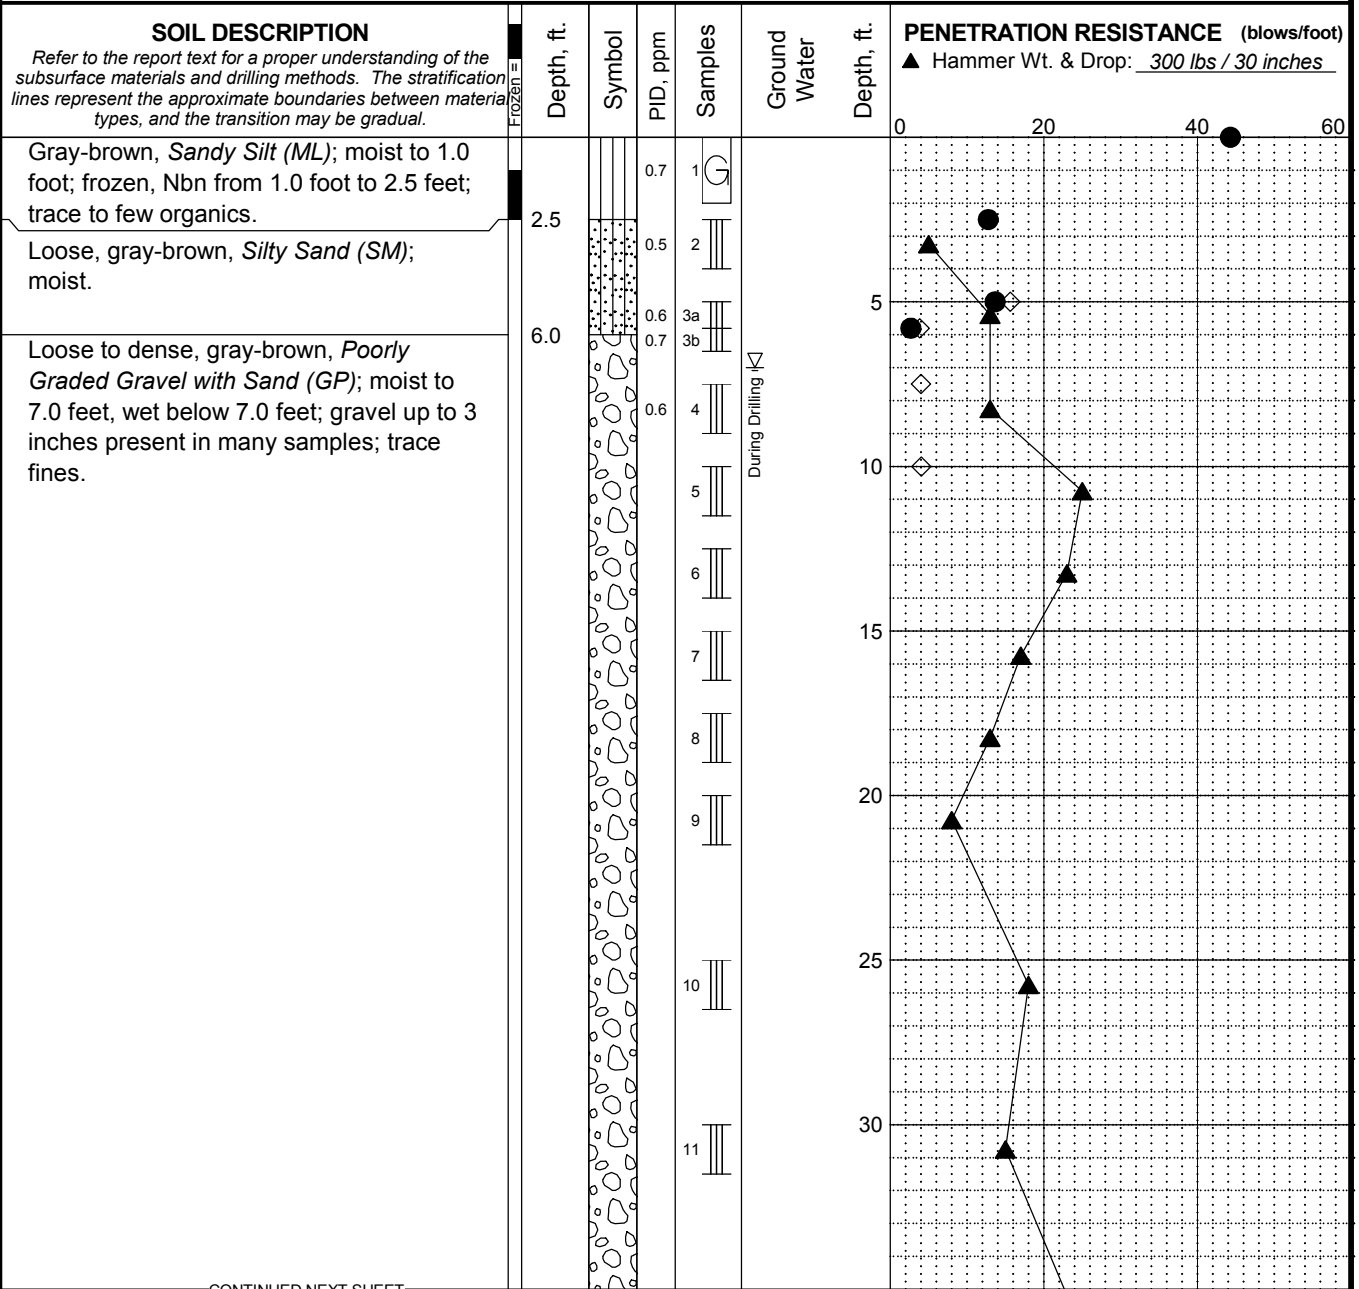 SOIL DESCRIPTION
Refer to the report text for a proper understanding of the
subsurface materials and drilling methods. The stratification
lines represent the approximate boundaries between material
types, and the transition may be gradual.
Frozen =
Depth, ft.
Symbol
PID, ppm
Samples
Ground
Water
Depth, ft.
PENETRATION RESISTANCE (blows/foot)
▲ Hammer Wt. & Drop: 300 lbs / 30 inches
0 20 40 60
Gray-brown, Sandy Silt (ML); moist to 1.0
foot; frozen, Nbn from 1.0 foot to 2.5 feet;
trace to few organics.
2.5
Loose, gray-brown, Silty Sand (SM);
moist.
6.0
Loose to dense, gray-brown, Poorly
Graded Gravel with Sand (GP); moist to
7.0 feet, wet below 7.0 feet; gravel up to 3
inches present in many samples; trace
fines.
0.7 1 G
0.5 2
0.6 3a
0.7 3b
0.6 4
5
6
7
8
9
10
11
During Drilling
5
10
15
20
25
30
CONTINUED NEXT SHEET